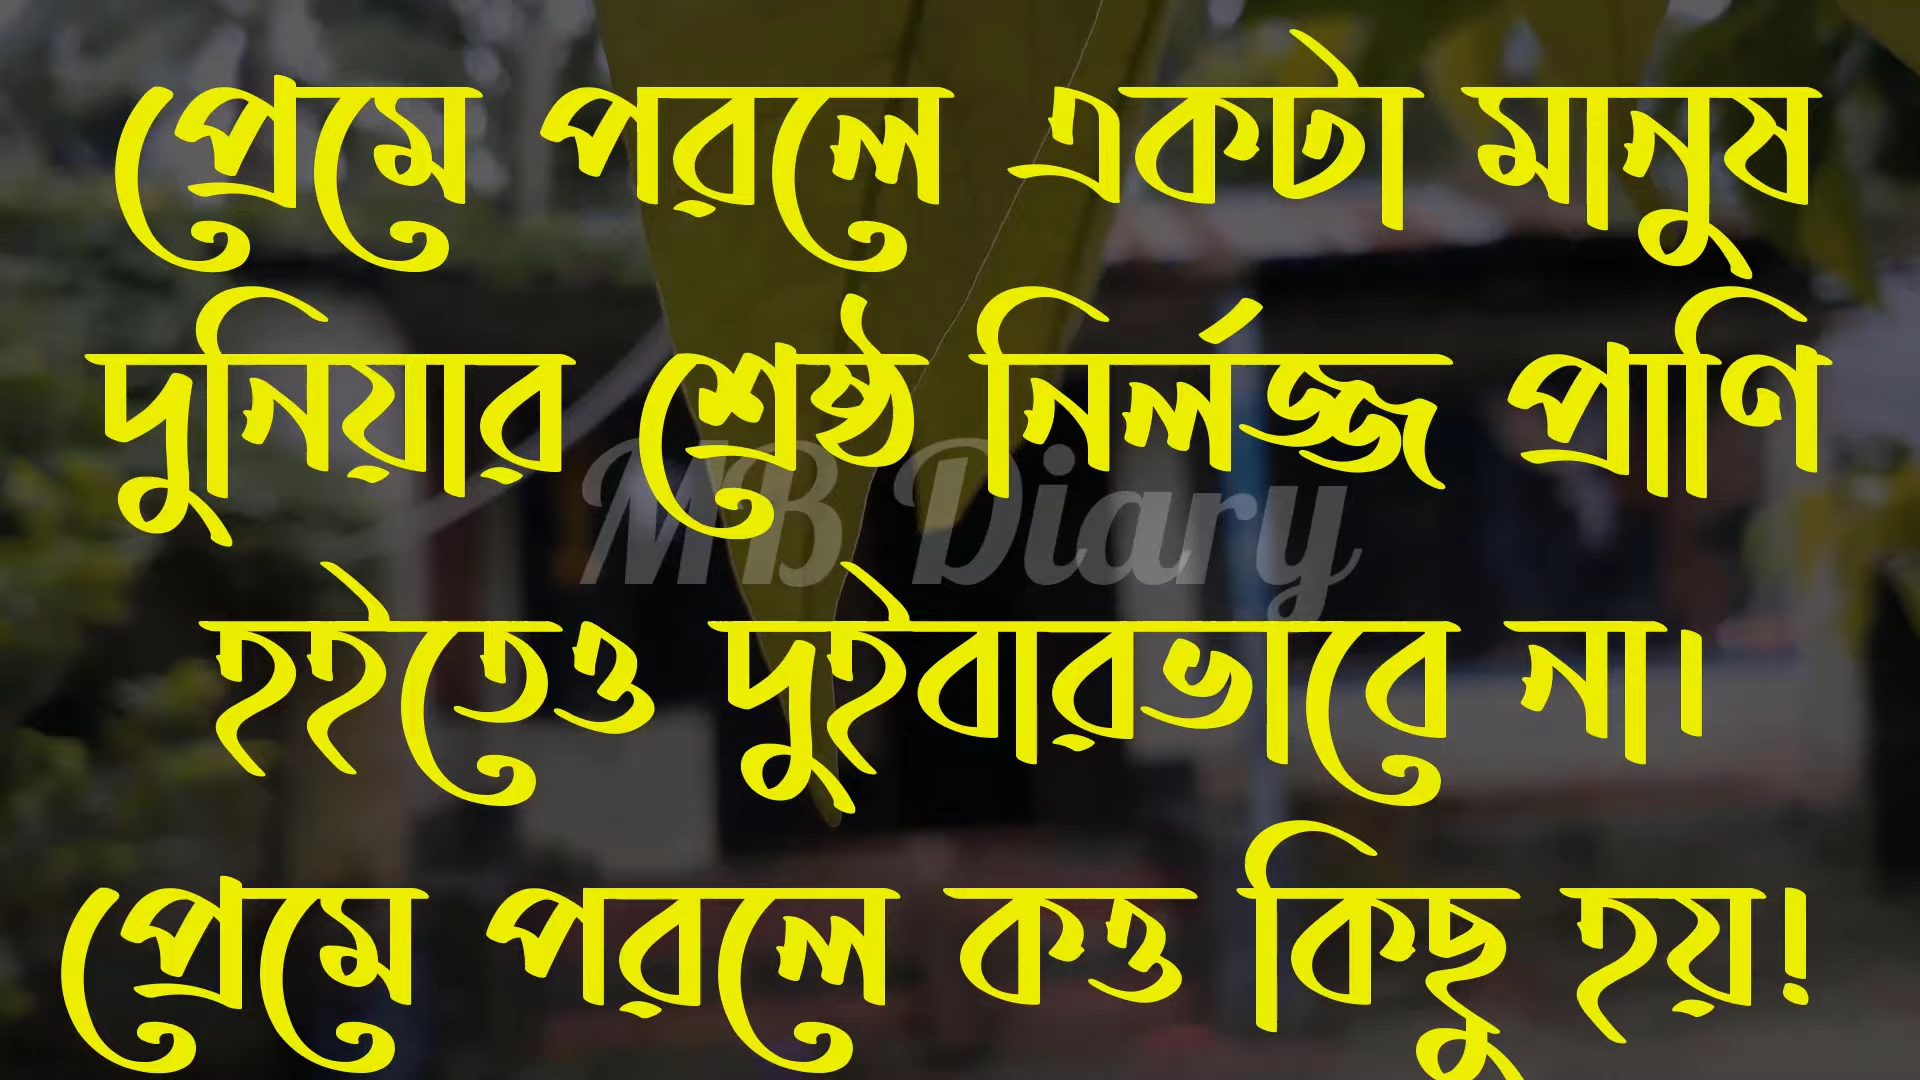 প্রেমে পরলে একটা মানুষ
দুনিয়ার শ্রেষ্ঠ নির্লজ্জ প্রাণি
MB Diary
হইতেও দুইবারভাবে না।
প্রেমে পরলে কত্ত কিছু হয়!